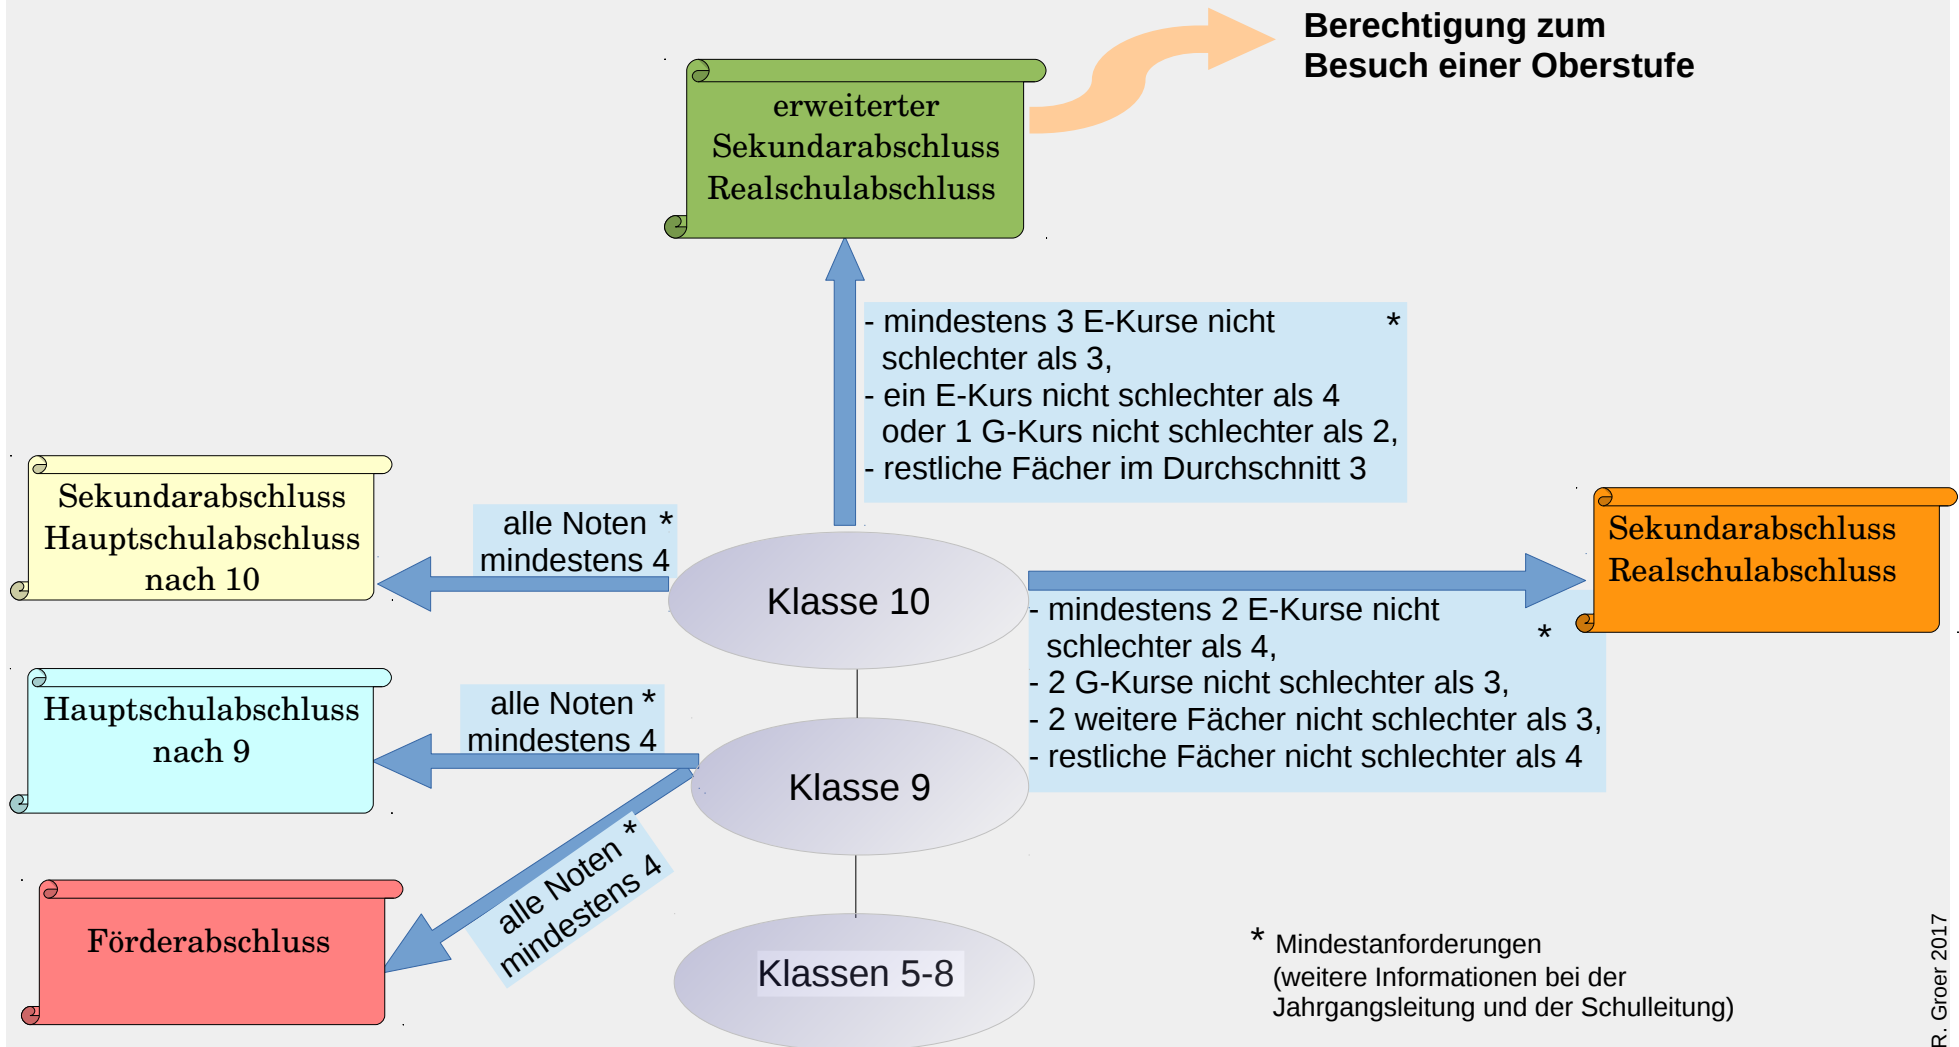 Berechtigung zum
Besuch einer Oberstufe
erweiterter
Sekundarabschluss
Realschulabschluss
- mindestens 3 E-Kurse nicht *
schlechter als 3,
- ein E-Kurs nicht schlechter als 4
oder 1 G-Kurs nicht schlechter als 2,
- restliche Fächer im Durchschnitt 3
Sekundarabschluss
Hauptschulabschluss
nach 10
alle Noten *
mindestens 4
Klasse 10
Sekundarabschluss
Realschulabschluss
- mindestens 2 E-Kurse nicht
schlechter als 4, *
- 2 G-Kurse nicht schlechter als 3,
- 2 weitere Fächer nicht schlechter als 3,
- restliche Fächer nicht schlechter als 4
Hauptschulabschluss
nach 9
alle Noten *
mindestens 4
Klasse 9
alle Noten *
mindestens 4
Förderabschluss
Klassen 5-8
* Mindestanforderungen
(weitere Informationen bei der
Jahrgangsleitung und der Schulleitung)
R. Groer 2017